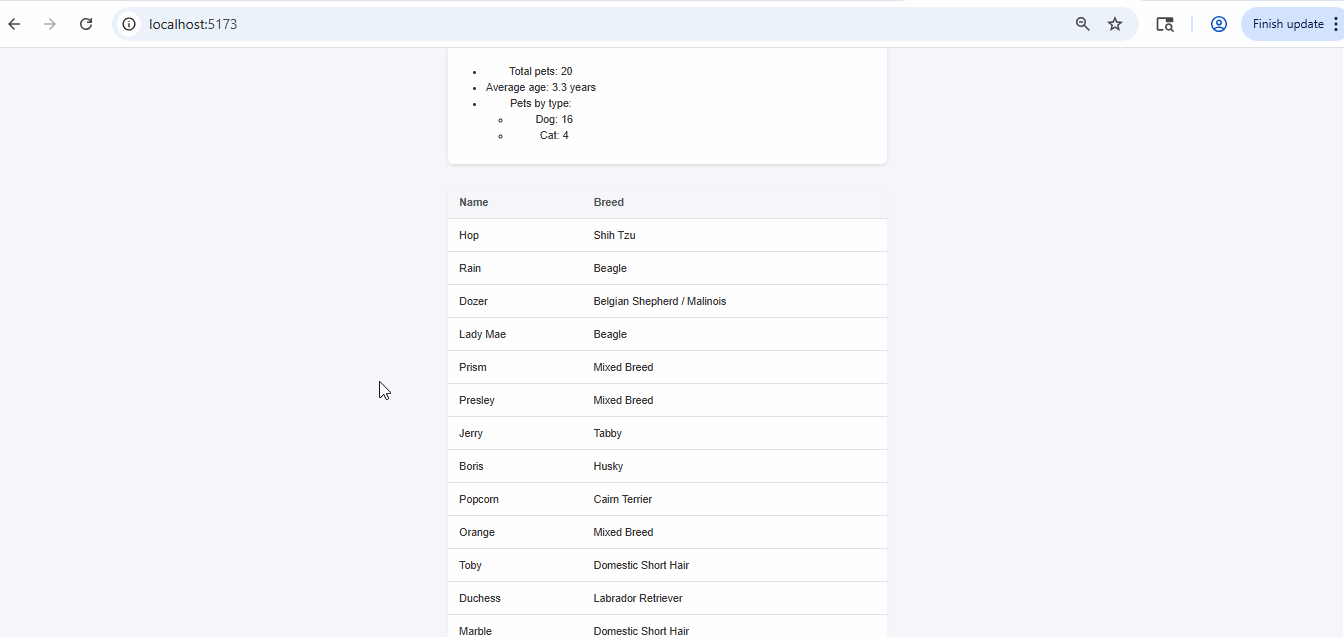 localhost:5173
Finish update
Total pets: 20
Average age: 3.3 years
Pets by type:
Dog: 16
Cat: 4
Name Breed
Hop Shih Tzu
Rain Beagle
Dozer Belgian Shepherd / Malinois
Lady Mae Beagle
Prism Mixed Breed
Presley Mixed Breed
Jerry Tabby
Boris Husky
Popcorn Cairn Terrier
Orange Mixed Breed
Toby Domestic Short Hair
Duchess Labrador Retriever
Marble Domestic Short Hair